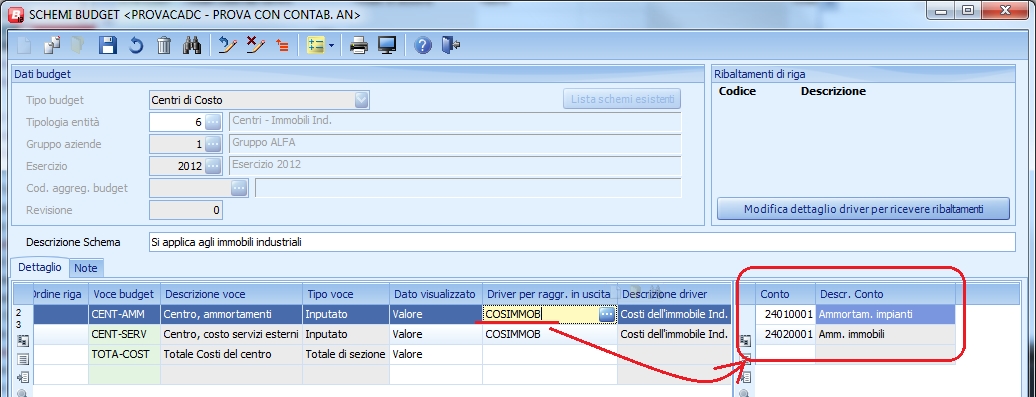 SCHEMI BUDGET <PROVACADC - PROVA CON CONTAB. AN>
Dati budget
Tipo budget Centri di Costo Lista schemi esistenti
Tipologia entità 6 Centri - Immobili Ind.
Gruppo aziende 1 Gruppo ALFA
Esercizio 2012 Esercizio 2012
Cod. aggreg. budget
Revisione 0
Ribaltamenti di riga
Codice Descrizione
Modifica dettaglio driver per ricevere ribaltamenti
Descrizione Schema Si applica agli immobili industriali
Dettaglio Note
Ordine riga Voce budget Descrizione voce Tipo voce Dato visualizzato Driver per raggr. in uscita Descrizione driver
2 CENT-AMM Centro, ammortamenti Inputato Valore COSIMMOB Costi dell'immobile Ind.
3 CENT-SERV Centro, costo servizi esterni Inputato Valore COSIMMOB Costi dell'immobile Ind.
TOTA-COST Totale Costi del centro Totale di sezione Valore
Conto Descr. Conto
24010001 Ammortam. impianti
24020001 Amm. immobili